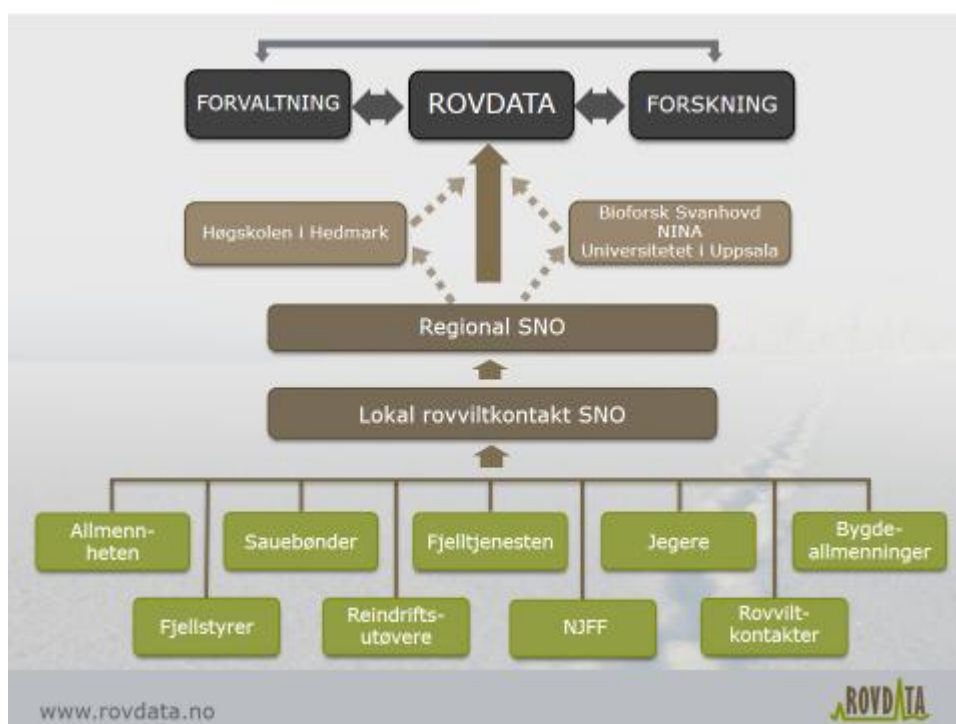 FORVALTNING
ROVDATA
FORSKNING
Høgskolen i Hedmark
Bioforsk Svanhovd
NINA
Universitetet i Uppsala
Regional SNO
Lokal rovviltkontakt SNO
Allmenn-
heten
Sauebønder
Fjelltjenesten
Jegere
Bygde-
allmenninger
Fjellstyrer
Reindrifts-
utøvere
NJFF
Rovvilt-
kontakter
www.rovdata.no
ROVDATA